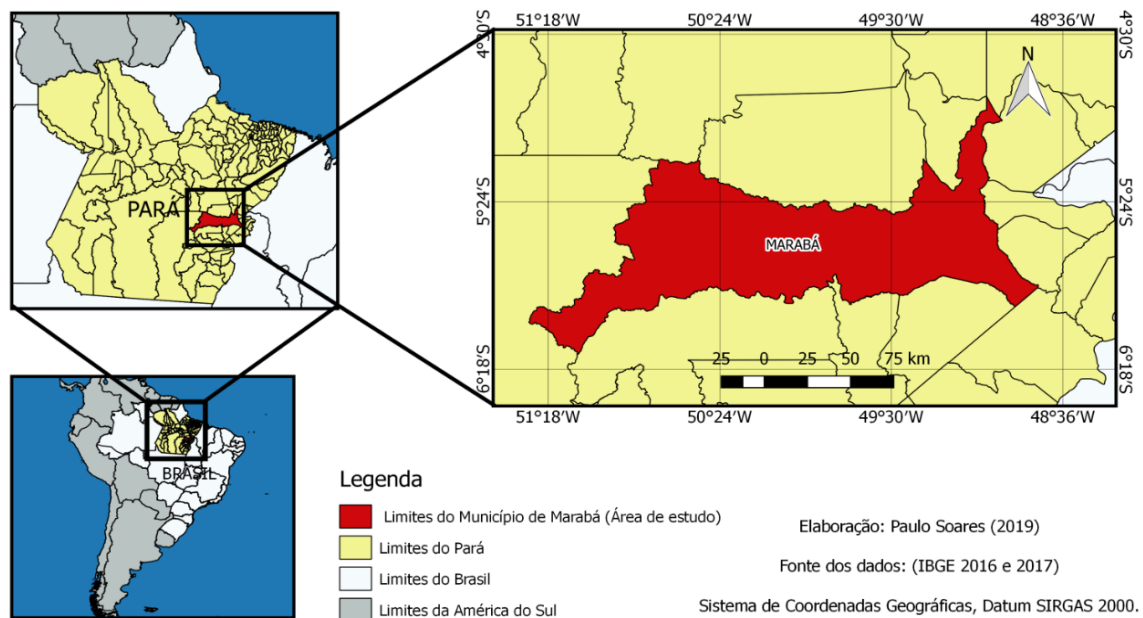 PARÁ
BRASIL
51°18'W 50°24'W 49°30'W 48°36'W
4°30'S
4°30'S
N
5°24'S
5°24'S
MARABÁ
25 0 25 50 75 km
6°18'S
6°18'S
51°18'W 50°24'W 49°30'W 48°36'W
Legenda
Limites do Município de Marabá (Área de estudo)
Limites do Pará
Limites do Brasil
Limites da América do Sul
Elaboração: Paulo Soares (2019)
Fonte dos dados: (IBGE 2016 e 2017)
Sistema de Coordenadas Geográficas, Datum SIRGAS 2000.